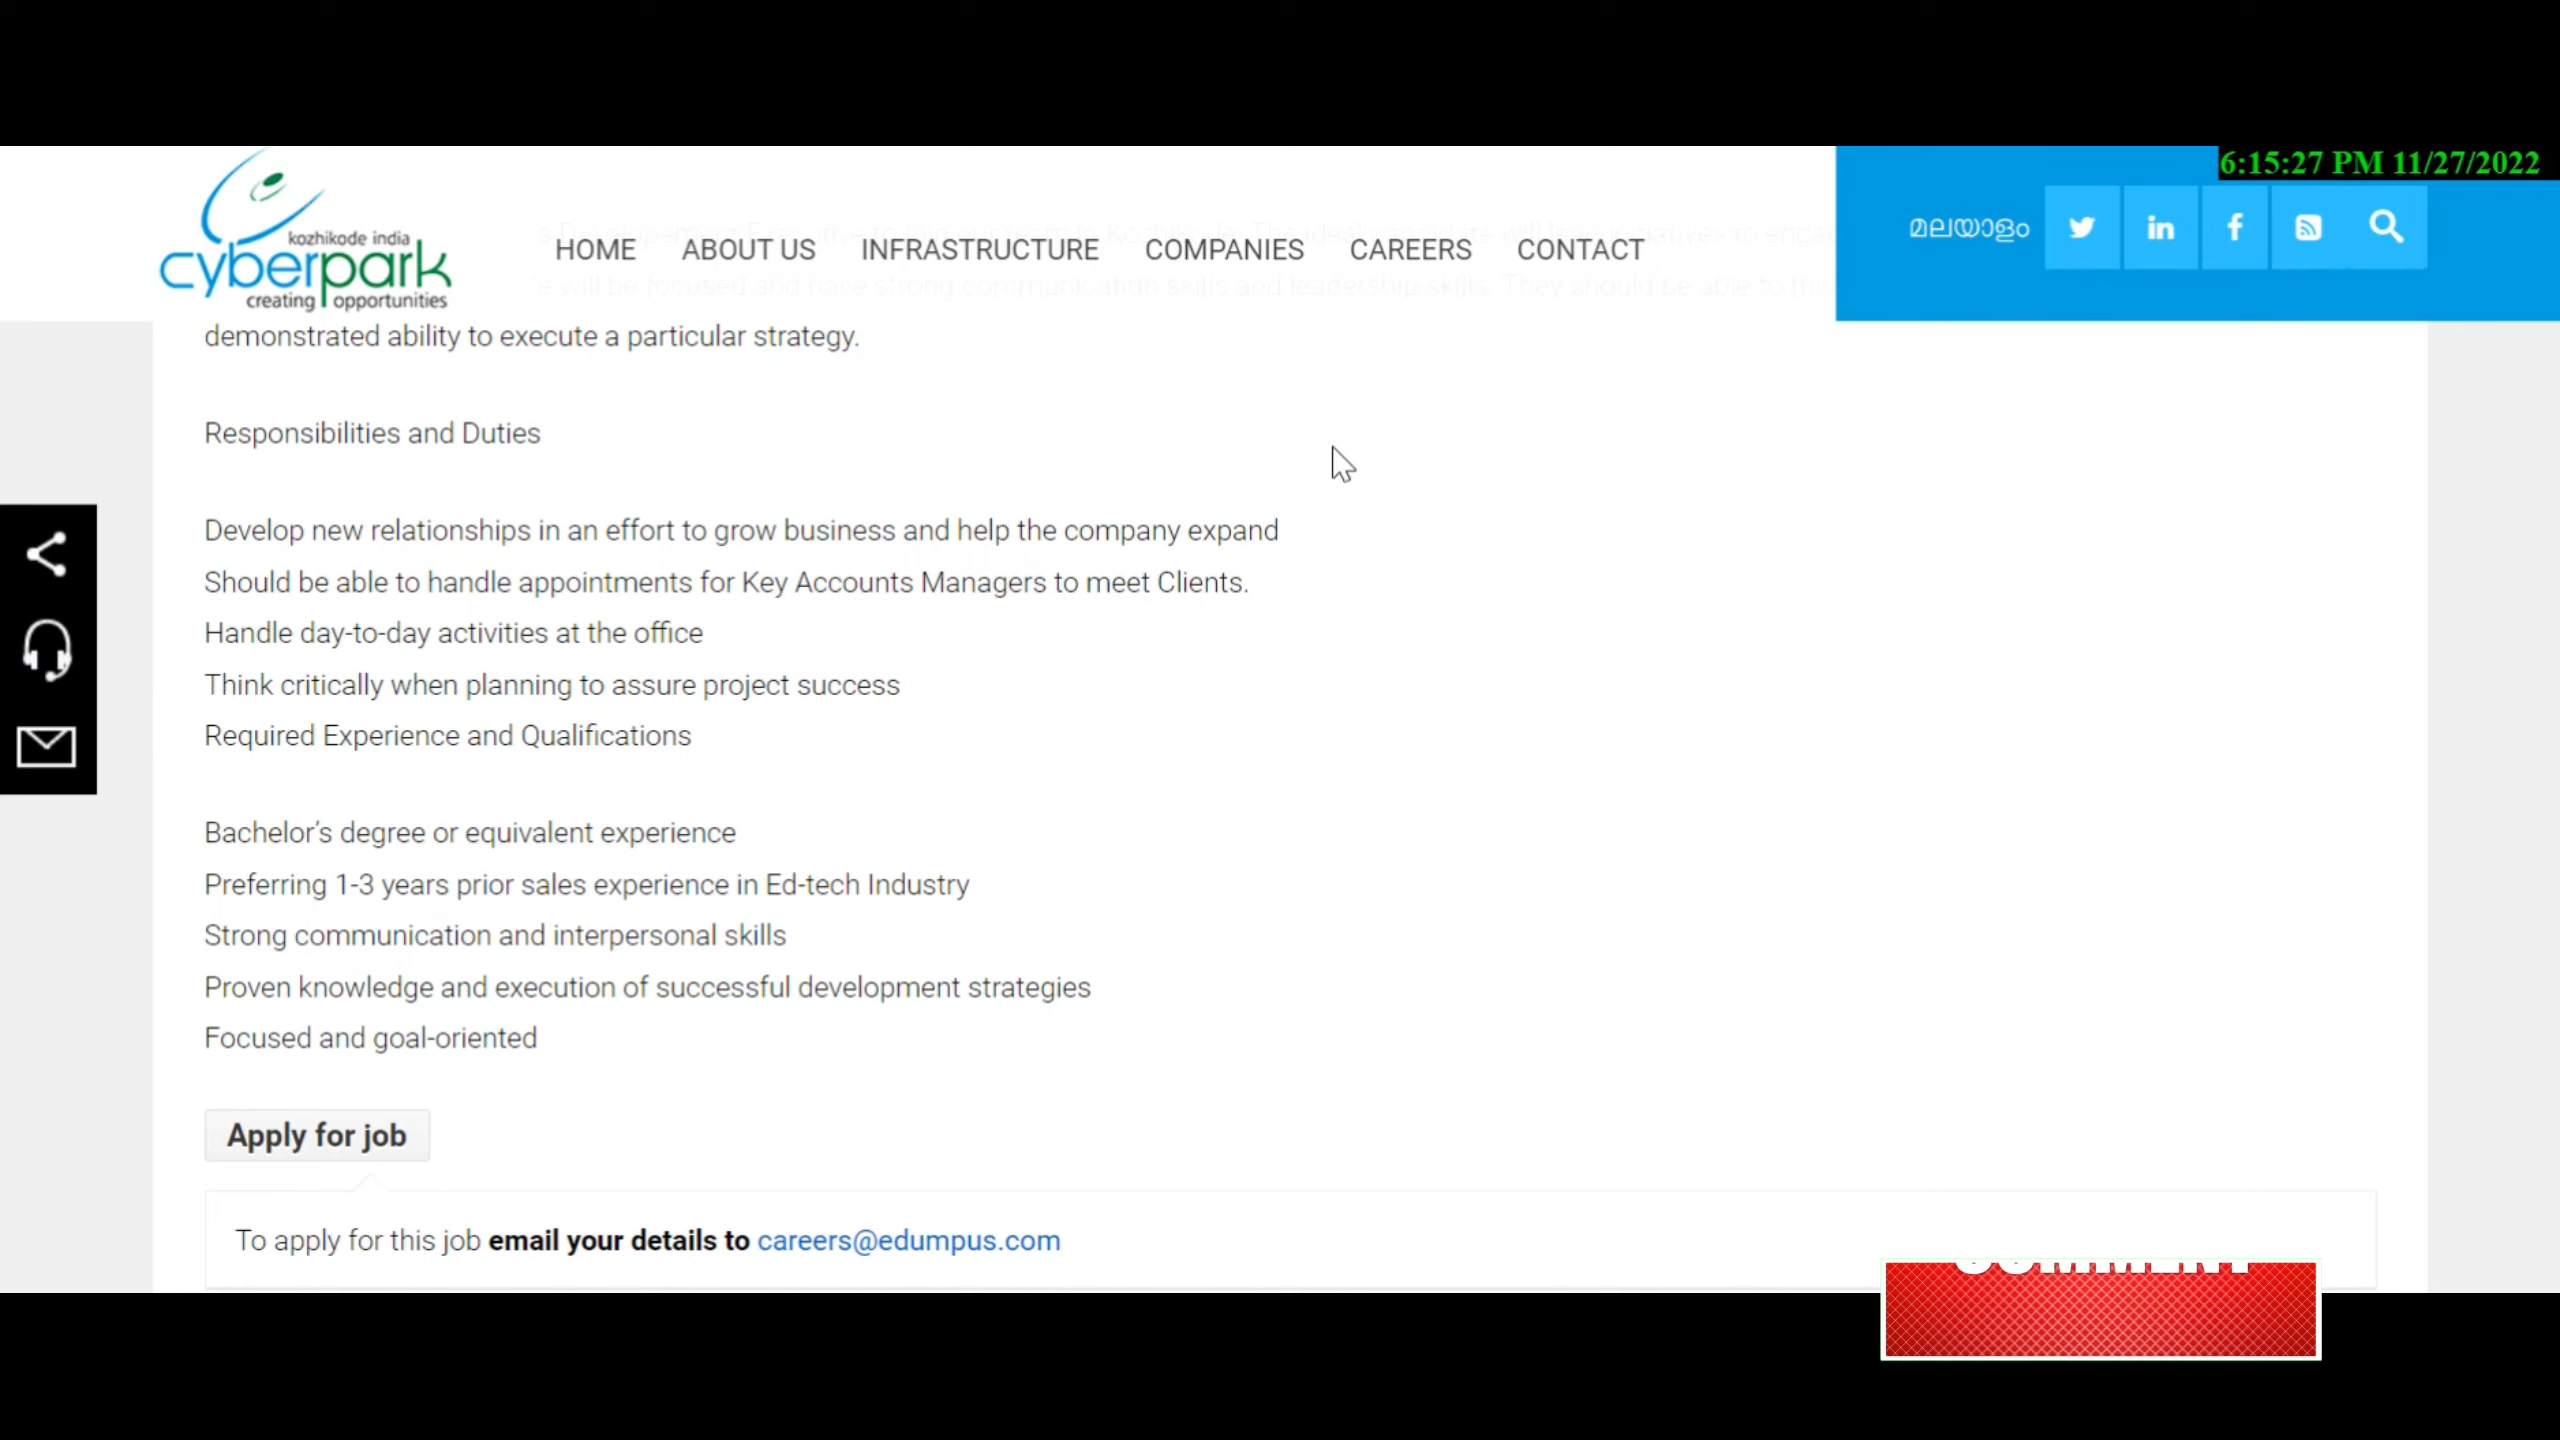 6:15:27 PM 11/27/2022
kozhikode india
cyberpark
creating opportunities
HOME ABOUT US INFRASTRUCTURE COMPANIES CAREERS CONTACT
മലയാളം
demonstrated ability to execute a particular strategy.
Responsibilities and Duties
Develop new relationships in an effort to grow business and help the company expand
Should be able to handle appointments for Key Accounts Managers to meet Clients.
Handle day-to-day activities at the office
Think critically when planning to assure project success
Required Experience and Qualifications
Bachelor’s degree or equivalent experience
Preferring 1-3 years prior sales experience in Ed-tech Industry
Strong communication and interpersonal skills
Proven knowledge and execution of successful development strategies
Focused and goal-oriented
Apply for job
To apply for this job email your details to careers@edumpus.com